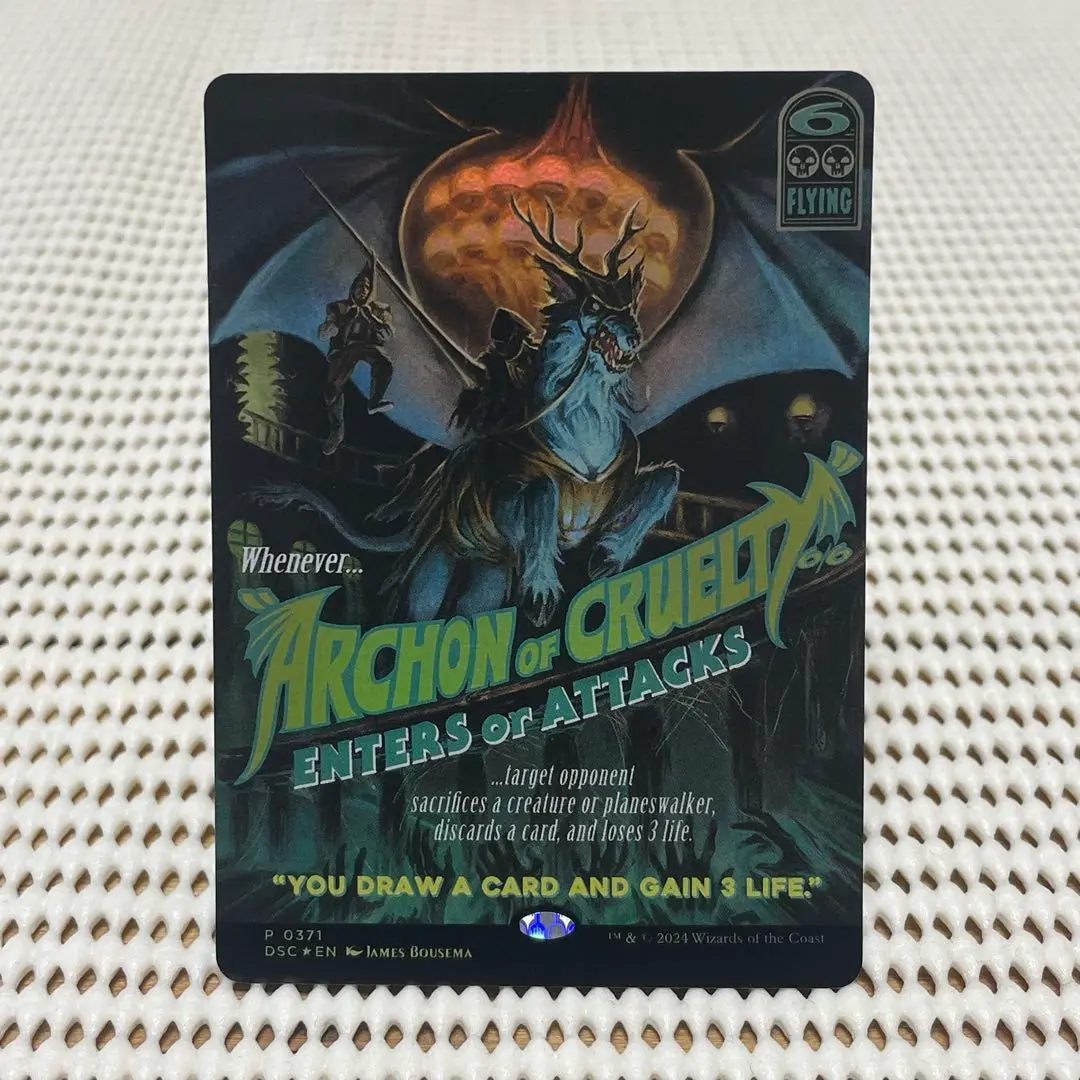 6
FLYING
Whenever...
"ARCHON OF CRUELTY"
6/6
ENTERS or ATTACKS
...target opponent
sacrifices a creature or planeswalker,
discards a card, and loses 3 life.
"YOU DRAW A CARD AND GAIN 3 LIFE."
P 0371
DSC★EN JAMES BOUSEMA
™ & © 2024 Wizards of the Coast